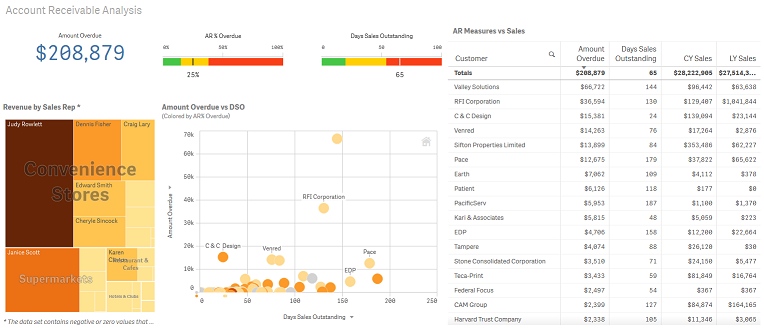 Account Receivable Analysis
Amount Overdue
$208,879
AR % Overdue
0% 50% 100%
25%
Days Sales Outstanding
0 50 100
65
AR Measures vs Sales
Customer Amount Overdue Days Sales Outstanding CY Sales LY Sales
Totals $208,879 65 $28,222,905 $27,514,3...
Valley Solutions $66,722 144 $96,442 $63,638
RFI Corporation $36,594 130 $129,407 $1,041,844
C & C Design $15,381 24 $139,094 $23,144
Venred $14,263 76 $17,264 $2,876
Sifton Properties Limited $13,899 84 $353,486 $62,227
Pace $12,675 179 $37,822 $65,622
Earth $7,062 109 $4,112 $378
Patient $6,126 118 $177 $0
PacificServ $5,953 187 $1,100 $1,370
Kari & Associates $5,815 48 $5,059 $223
EDP $4,706 158 $12,200 $22,664
Tampere $4,074 88 $26,120 $30
Stone Consolidated Corporation $3,510 71 $24,150 $5,477
Teca-Print $3,433 59 $81,849 $16,764
Federal Focus $2,497 54 $367 $367
CAM Group $2,399 127 $84,874 $164,165
Harvard Trust Company $2,338 105 $11,346 $3,065
Revenue by Sales Rep *
Judy Rowlett
Dennis Fisher
Craig Lary
Convenience
Stores
Edward Smith
Cheryle Sincock
Janice Scott
Karen
Supermarkets
Hotels & Clubs
* The data set contains negative or zero values that ...
Amount Overdue vs DSO
(Colored by AR% Overdue)
Amount Overdue
70k
60k
50k
40k
30k
20k
10k
0
RFI Corporation
C & C Design
Venred
Pace
EDP
0 50 100 150 200 250
Days Sales Outstanding